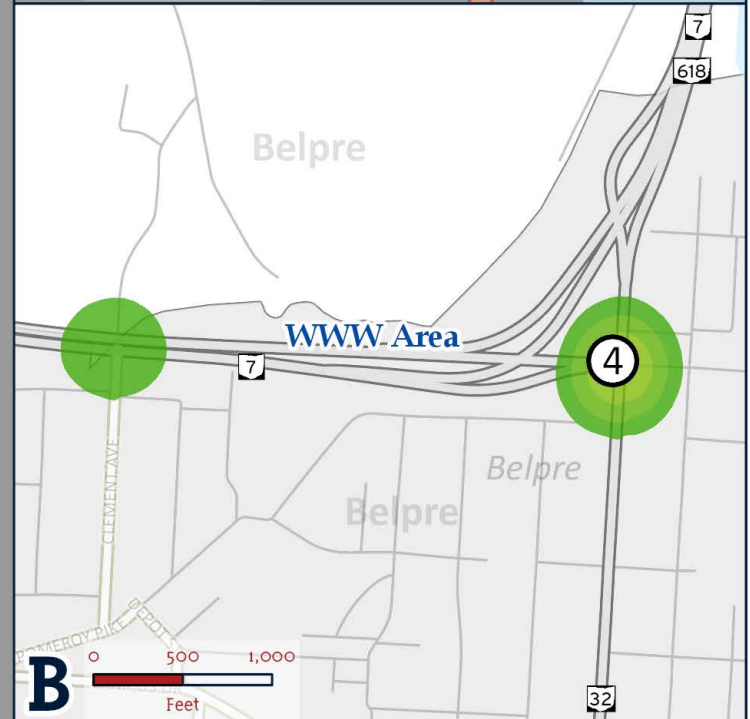 7
618
Belpre
WWW Area
4
7
Belpre
Belpre
CLEMENT AVE
DEPOT
POMEROY PIKE
B
0 500 1,000
Feet
32